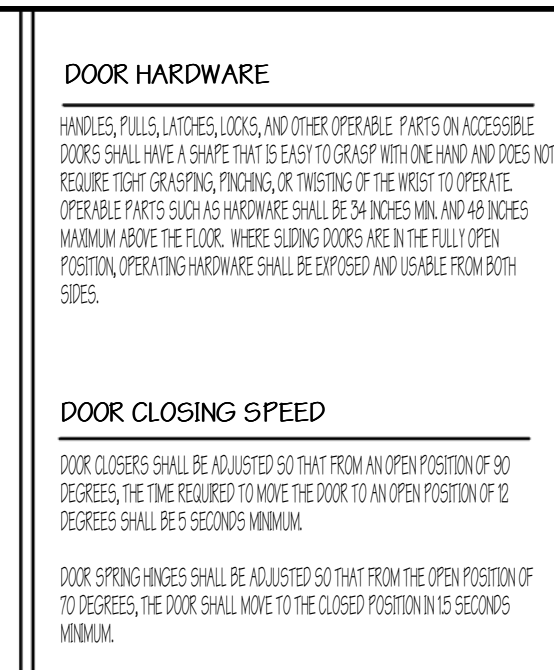 DOOR HARDWARE
HANDLES, PULLS, LATCHES, LOCKS, AND OTHER OPERABLE PARTS ON ACCESSIBLE
DOORS SHALL HAVE A SHAPE THAT IS EASY TO GRASP WITH ONE HAND AND DOES NOT
REQUIRE TIGHT GRASPING, PINCHING, OR TWISTING OF THE WRIST TO OPERATE.
OPERABLE PARTS SUCH AS HARDWARE SHALL BE 34 INCHES MIN. AND 48 INCHES
MAXIMUM ABOVE THE FLOOR. WHERE SLIDING DOORS ARE IN THE FULLY OPEN
POSITION, OPERATING HARDWARE SHALL BE EXPOSED AND USABLE FROM BOTH
SIDES.
DOOR CLOSING SPEED
DOOR CLOSERS SHALL BE ADJUSTED SO THAT FROM AN OPEN POSITION OF 90
DEGREES, THE TIME REQUIRED TO MOVE THE DOOR TO AN OPEN POSITION OF 12
DEGREES SHALL BE 5 SECONDS MINIMUM.
DOOR SPRING HINGES SHALL BE ADJUSTED SO THAT FROM THE OPEN POSITION OF
70 DEGREES, THE DOOR SHALL MOVE TO THE CLOSED POSITION IN 1.5 SECONDS
MINIMUM.